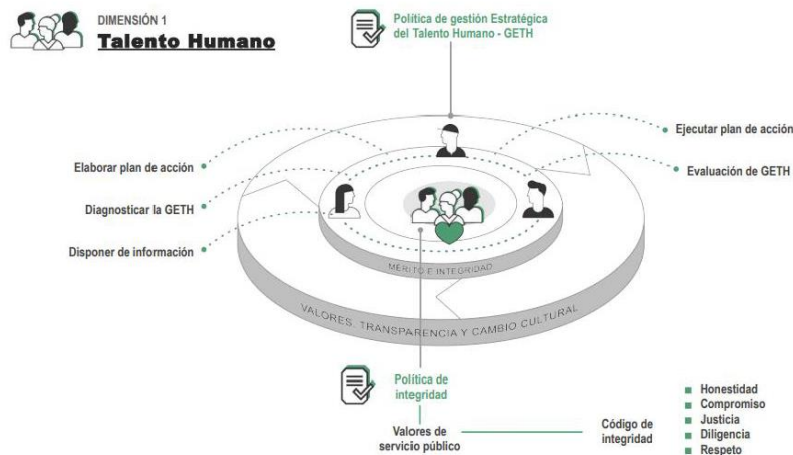 DIMENSIÓN 1
Talento Humano
Política de gestión Estratégica
del Talento Humano - GETH
Elaborar plan de acción
Diagnosticar la GETH
Disponer de información
Ejecutar plan de acción
Evaluación de GETH
MÉRITO E INTEGRIDAD
VALORES, TRANSPARENCIA Y CAMBIO CULTURAL
Política de
integridad
Valores de
servicio público
Código de
integridad
Honestidad
Compromiso
Justicia
Diligencia
Respeto